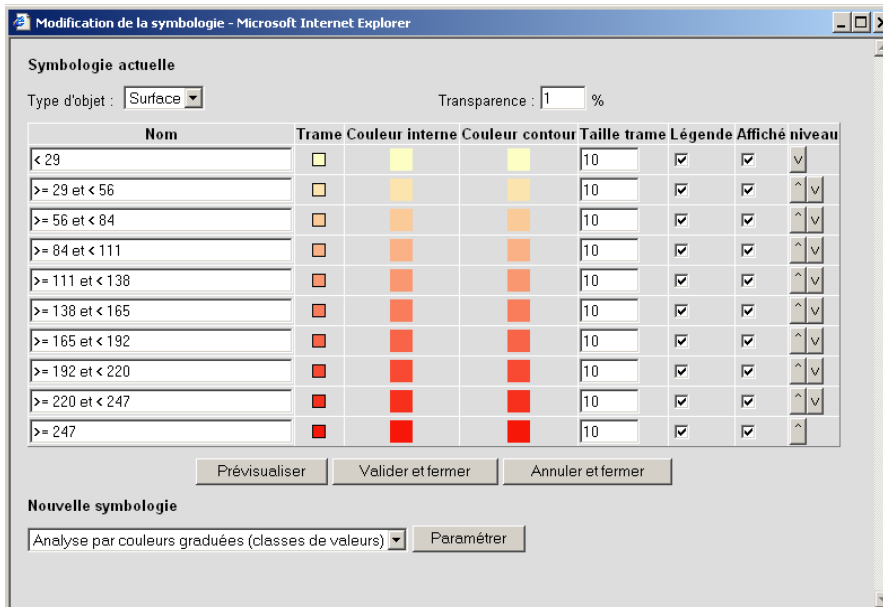 Modification de la symbologie - Microsoft Internet Explorer
Symbologie actuelle
Type d'objet : Surface Transparence : 1 %
Nom Trame Couleur interne Couleur contour Taille trame Légende Affiché niveau
< 29 10 v
>= 29 et < 56 10 ^ v
>= 56 et < 84 10 ^ v
>= 84 et < 111 10 ^ v
>= 111 et < 138 10 ^ v
>= 138 et < 165 10 ^ v
>= 165 et < 192 10 ^ v
>= 192 et < 220 10 ^ v
>= 220 et < 247 10 ^ v
>= 247 10 ^
Prévisualiser Valider et fermer Annuler et fermer
Nouvelle symbologie
Analyse par couleurs graduées (classes de valeurs) Paramétrer